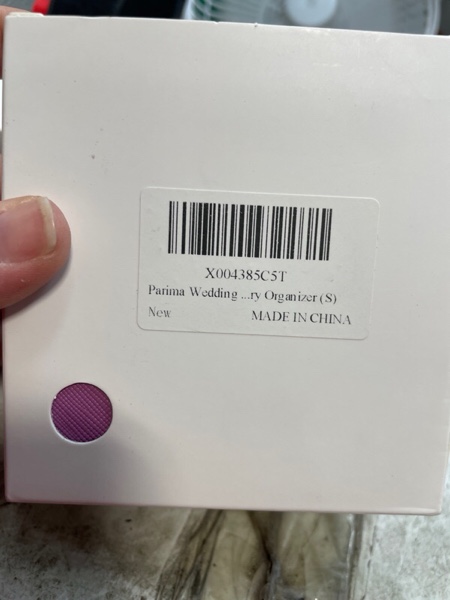 X004385C5T
Parima Wedding ...ry Organizer (S)
New MADE IN CHINA